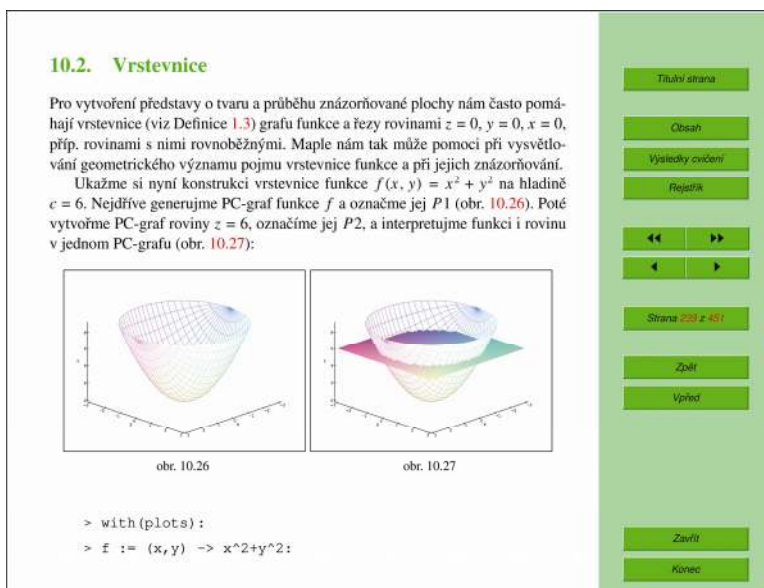 10.2. Vrstevnice
Pro vytvoření představy o tvaru a průběhu znázorňované plochy nám často pomá-
hají vrstevnice (viz Definice 1.3) grafu funkce a řezy rovinami z = 0, y = 0, x = 0,
příp. rovinami s nimi rovnoběžnými. Maple nám tak může pomoci při vysvětlo-
vání geometrického významu pojmu vrstevnice funkce a při jejich znázorňování.
Ukažme si nyní konstrukci vrstevnice funkce f(x, y) = x² + y² na hladině
c = 6. Nejdříve generujme PC-graf funkce f a označme jej P1 (obr. 10.26). Poté
vytvořme PC-graf roviny z = 6, označíme jej P2, a interpretujme funkci i rovinu
v jednom PC-grafu (obr. 10.27):
obr. 10.26
obr. 10.27
> with(plots):
> f := (x,y) -> x^2+y^2:
Titulní strana
Obsah
Výsledky cvičení
Rejstřík
Strana 239 z 451
Zpět
Vpřed
Zavřít
Konec